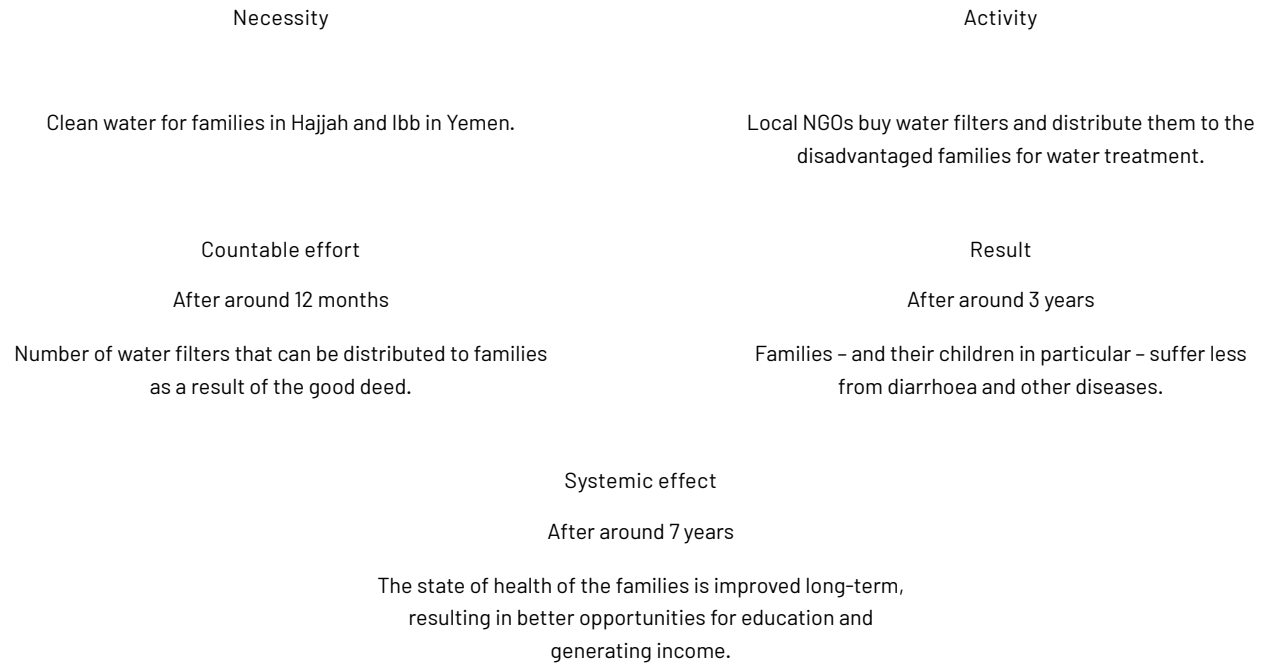 Necessity
Clean water for families in Hajjah and Ibb in Yemen.
Activity
Local NGOs buy water filters and distribute them to the
disadvantaged families for water treatment.
Countable effort
After around 12 months
Number of water filters that can be distributed to families
as a result of the good deed.
Result
After around 3 years
Families – and their children in particular – suffer less
from diarrhoea and other diseases.
Systemic effect
After around 7 years
The state of health of the families is improved long-term,
resulting in better opportunities for education and
generating income.